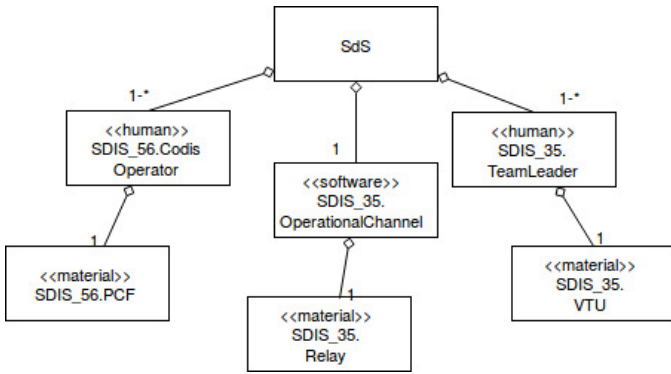 SdS
1-*
1
1-*
<<human>>
SDIS_56.Codis
Operator
<<software>>
SDIS_35.
OperationalChannel
<<human>>
SDIS_35.
TeamLeader
1
1
1
<<material>>
SDIS_56.PCF
<<material>>
SDIS_35.
Relay
<<material>>
SDIS_35.
VTU